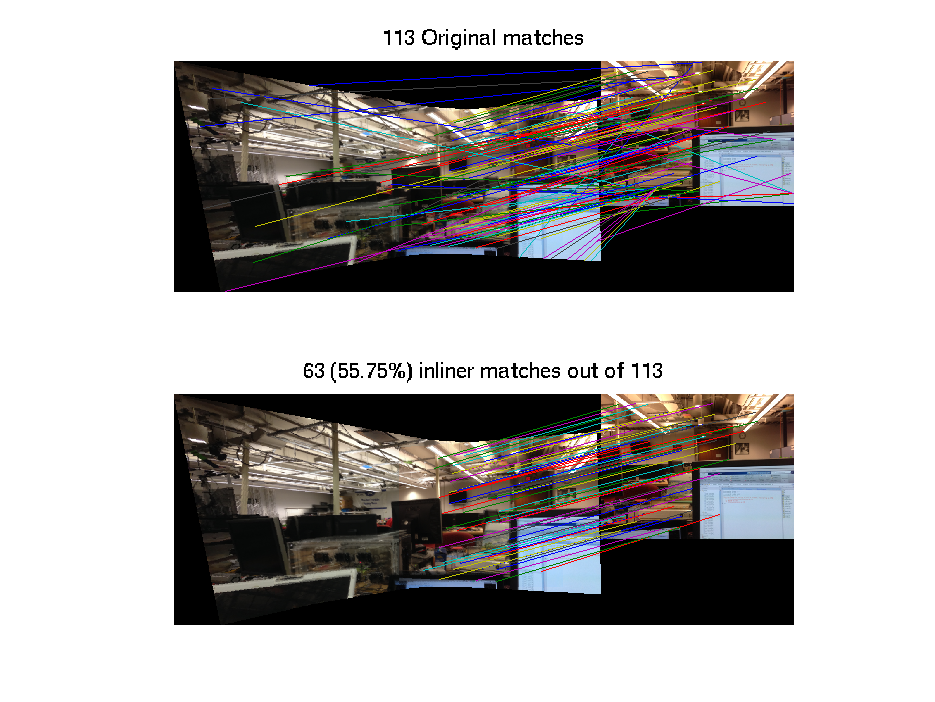 113 Original matches
63 (55.75%) inliner matches out of 113